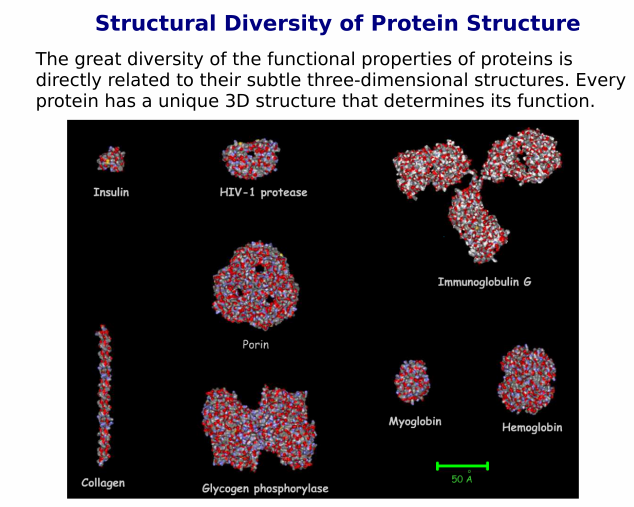 Structural Diversity of Protein Structure
The great diversity of the functional properties of proteins is
directly related to their subtle three-dimensional structures. Every
protein has a unique 3D structure that determines its function.
Insulin
HIV-1 protease
Immunoglobulin G
Porin
Myoglobin
Hemoglobin
Collagen
Glycogen phosphorylase
50 Å